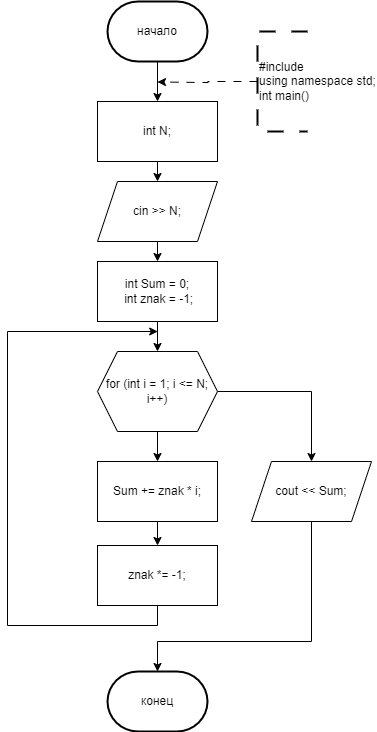 начало
#include
using namespace std;
int main()
int N;
cin >> N;
int Sum = 0;
int znak = -1;
for (int i = 1; i <= N;
i++)
Sum += znak * i;
cout << Sum;
znak *= -1;
конец